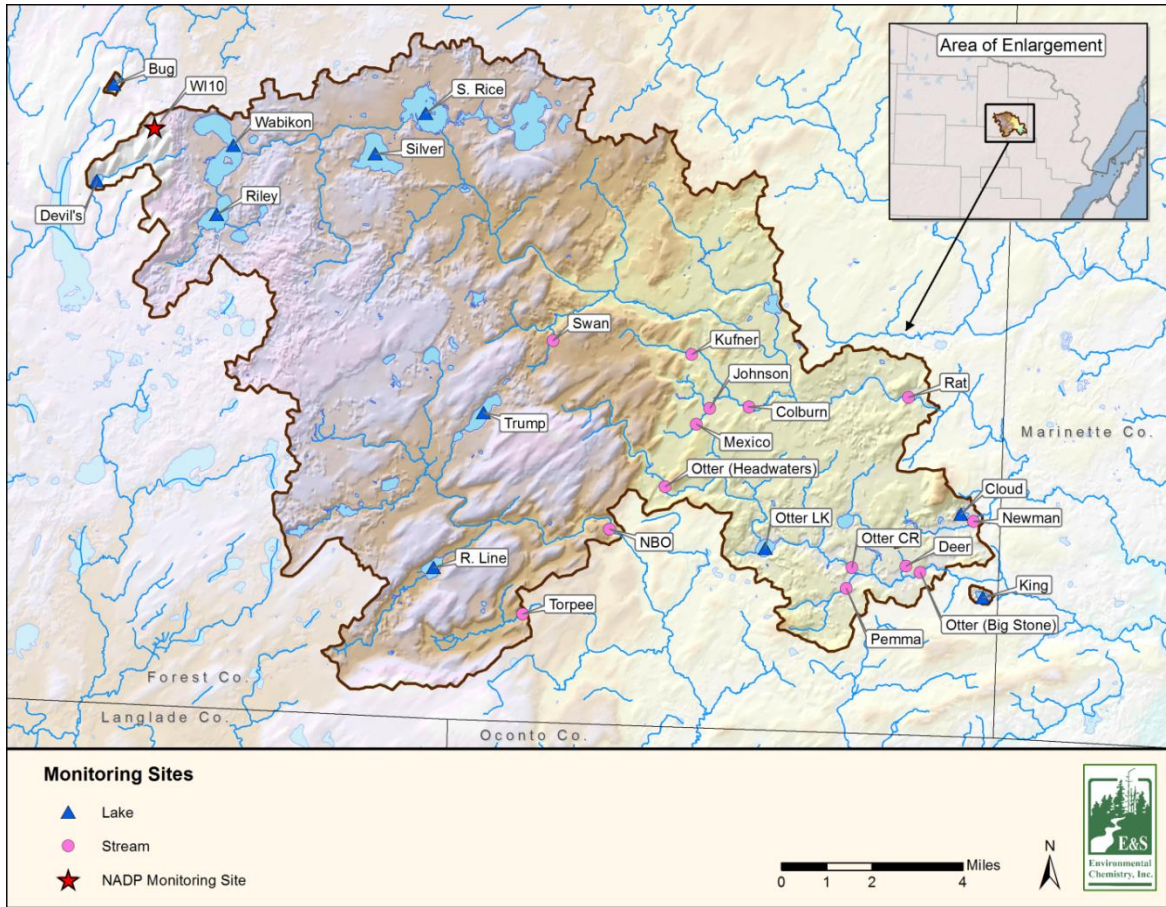 Area of Enlargement
Bug
WI10
Wabikon
S. Rice
Silver
Devil's
Riley
Swan
Kufner
Johnson
Rat
Trump
Colburn
Mexico
Marinette Co.
Otter (Headwaters)
Cloud
Otter LK
Newman
NBO
Otter CR
Deer
R. Line
King
Torpee
Otter (Big Stone)
Pemma
Forest Co.
Langlade Co.
Oconto Co.
Monitoring Sites
Lake
Stream
NADP Monitoring Site
Miles
0 1 2 4
N
E&S
Environmental
Chemistry, Inc.